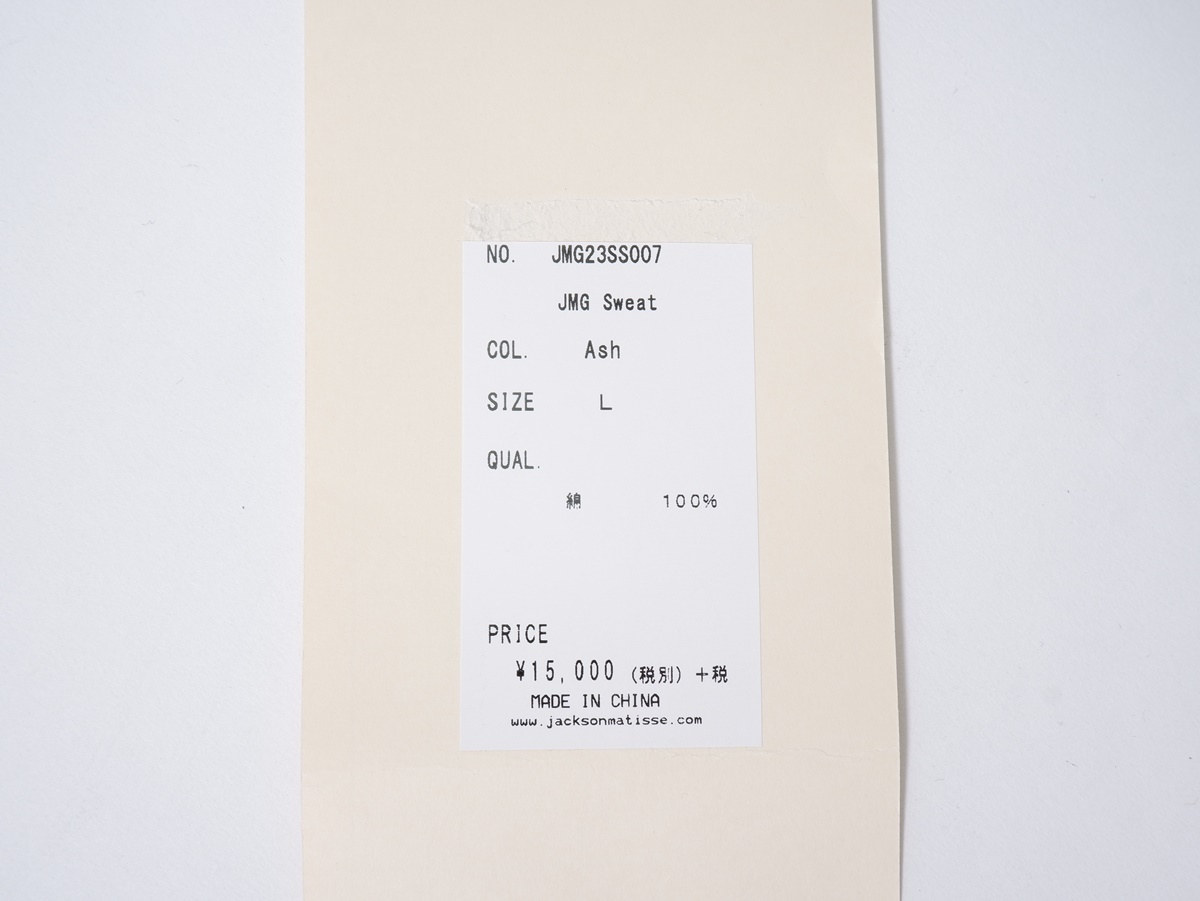 NO. JMG23SS007
JMG Sweat
COL. Ash
SIZE L
QUAL.
綿 100%
PRICE
¥15,000 (税別) +税
MADE IN CHINA
www.jacksonmatisse.com